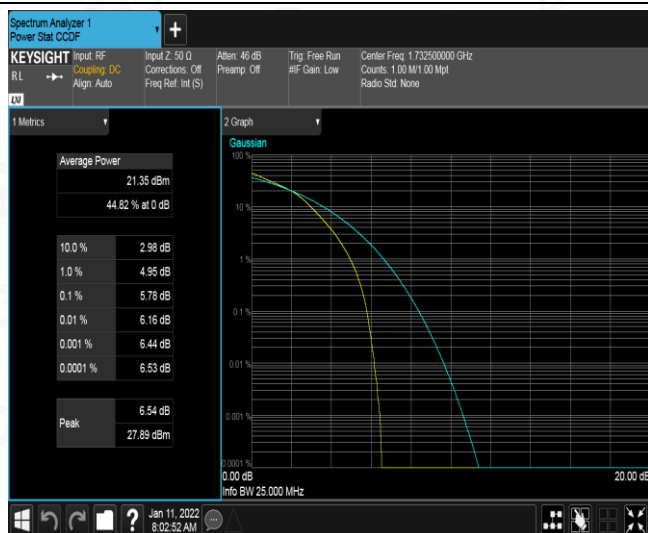 Spectrum Analyzer 1
Power Stat CCDF
+
KEYSIGHT
RL
LXI
Input: RF
Coupling: DC
Align: Auto
Input Z: 50 Ω
Corrections: Off
Freq Ref: Int (S)
Atten: 46 dB
Preamp: Off
Trig: Free Run
#IF Gain: Low
Center Freq: 1.732500000 GHz
Counts: 1.00 M/1.00 Mpt
Radio Std: None
1 Metrics
Average Power
21.35 dBm
44.82 % at 0 dB
10.0 % 2.98 dB
1.0 % 4.95 dB
0.1 % 5.78 dB
0.01 % 6.16 dB
0.001 % 6.44 dB
0.0001 % 6.53 dB
Peak
6.54 dB
27.89 dBm
2 Graph
Gaussian
100 %
10 %
1 %
0.1 %
0.01 %
0.001 %
0.0001 %
0.00 dB
20.00 dB
Info BW 25.000 MHz
?
Jan 11, 2022
8:02:52 AM